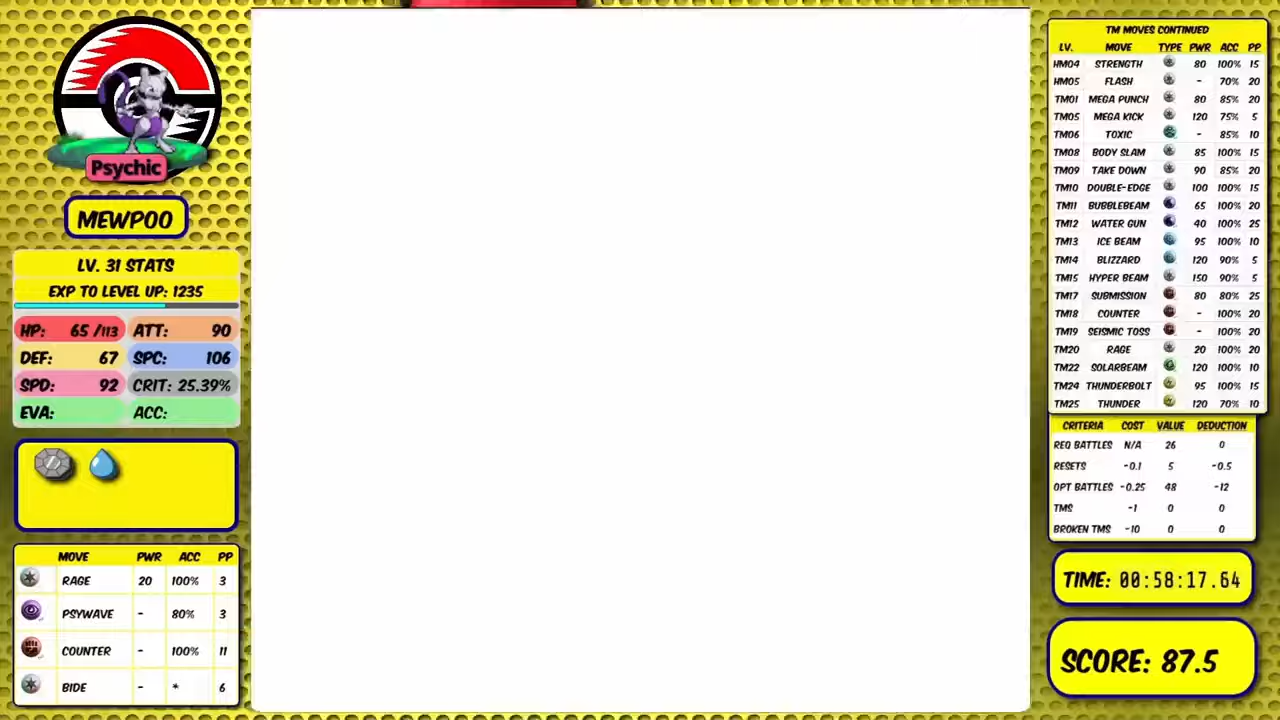 Psychic
MEWPOO
LV. 31 STATS
EXP TO LEVEL UP: 1235
HP: 65 /113 ATT: 90
DEF: 67 SPC: 106
SPD: 92 CRIT: 25.39%
EVA: ACC:
MOVE PWR ACC PP
RAGE 20 100% 3
PSYWAVE - 80% 3
COUNTER - 100% 11
BIDE - * 6
TM MOVES CONTINUED
LV. MOVE TYPE PWR ACC PP
HM04 STRENGTH 80 100% 15
HM05 FLASH - 70% 20
TM01 MEGA PUNCH 80 85% 20
TM05 MEGA KICK 120 75% 5
TM06 TOXIC - 85% 10
TM08 BODY SLAM 85 100% 15
TM09 TAKE DOWN 90 85% 20
TM10 DOUBLE-EDGE 100 100% 15
TM11 BUBBLEBEAM 65 100% 20
TM12 WATER GUN 40 100% 25
TM13 ICE BEAM 95 100% 10
TM14 BLIZZARD 120 90% 5
TM15 HYPER BEAM 150 90% 5
TM17 SUBMISSION 80 80% 25
TM18 COUNTER - 100% 20
TM19 SEISMIC TOSS - 100% 20
TM20 RAGE 20 100% 20
TM22 SOLARBEAM 120 100% 10
TM24 THUNDERBOLT 95 100% 15
TM25 THUNDER 120 70% 10
CRITERIA COST VALUE DEDUCTION
REQ BATTLES N/A 26 0
RESETS -0.1 5 -0.5
OPT BATTLES -0.25 48 -12
TMS -1 0 0
BROKEN TMS -10 0 0
TIME: 00:58:17.64
SCORE: 87.5